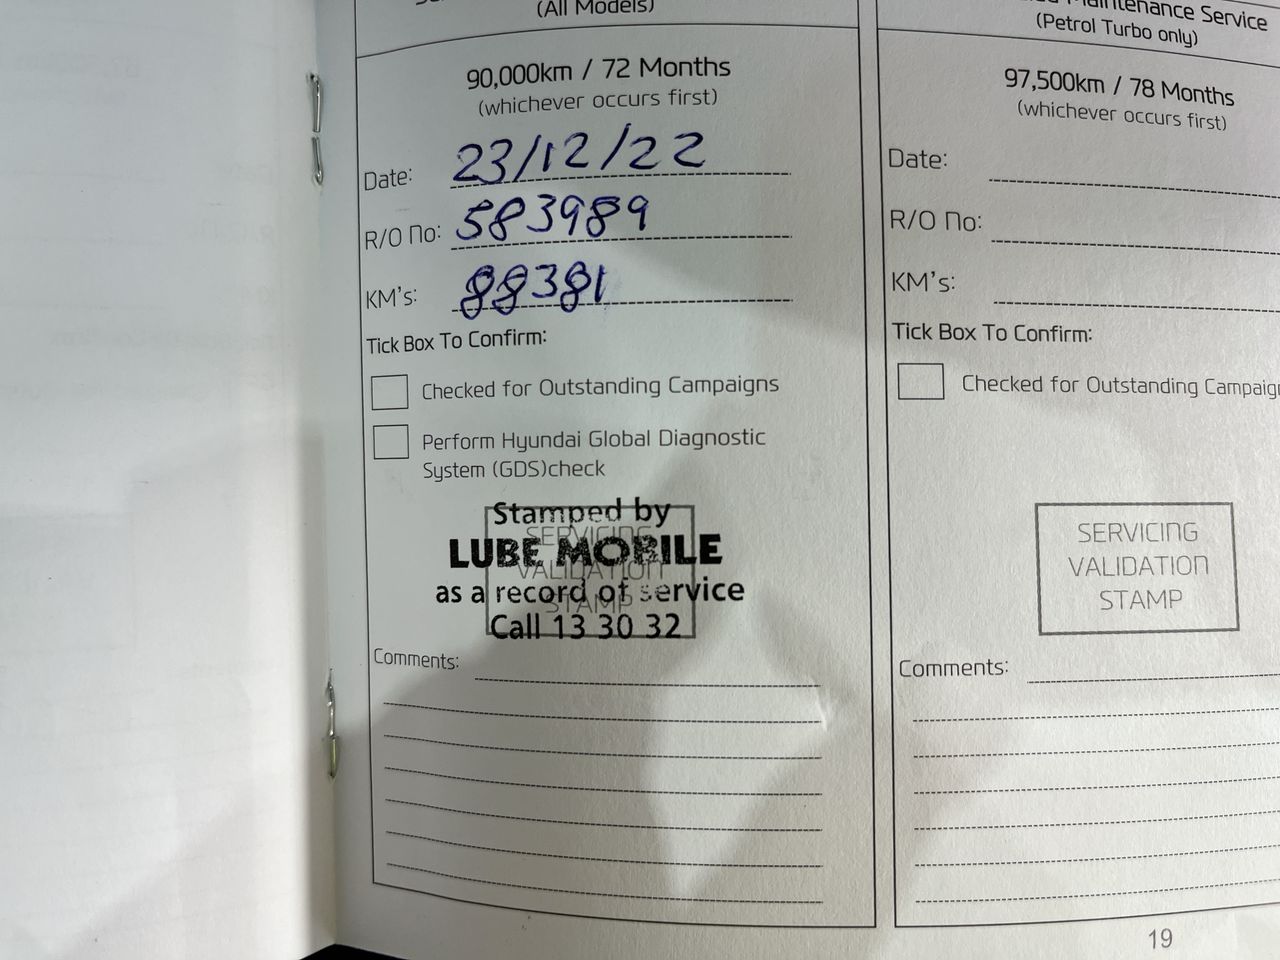 (All Models)
90,000km / 72 Months
(whichever occurs first)
Date: 23/12/22
R/O No: 583989
KM's: 88381
Tick Box To Confirm:
Checked for Outstanding Campaigns
Perform Hyundai Global Diagnostic
System (GDS)check
Stamped by
LUBE MOBILE
as a record of service
Call 13 30 32
SERVICING
VALIDATION
STAMP
Comments:
Maintenance Service
(Petrol Turbo only)
97,500km / 78 Months
(whichever occurs first)
Date:
R/O No:
KM's:
Tick Box To Confirm:
Checked for Outstanding Campaig
SERVICING
VALIDATION
STAMP
Comments:
19